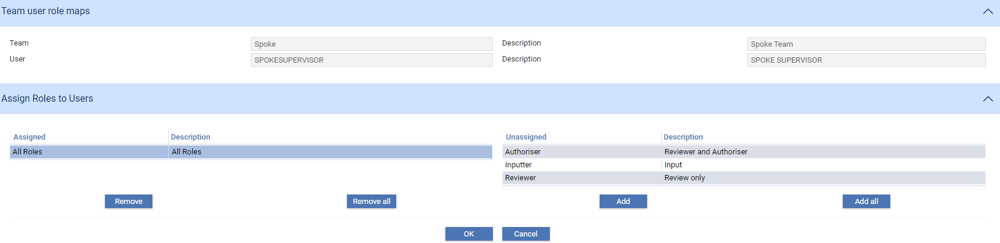 Team user role maps
Team Spoke Description Spoke Team
User SPOKESUPERVISOR Description SPOKE SUPERVISOR
Assign Roles to Users
Assigned Description Unassigned Description
All Roles All Roles Authoriser Reviewer and Authoriser
Inputter Input
Reviewer Review only
Remove Remove all Add Add all
OK Cancel